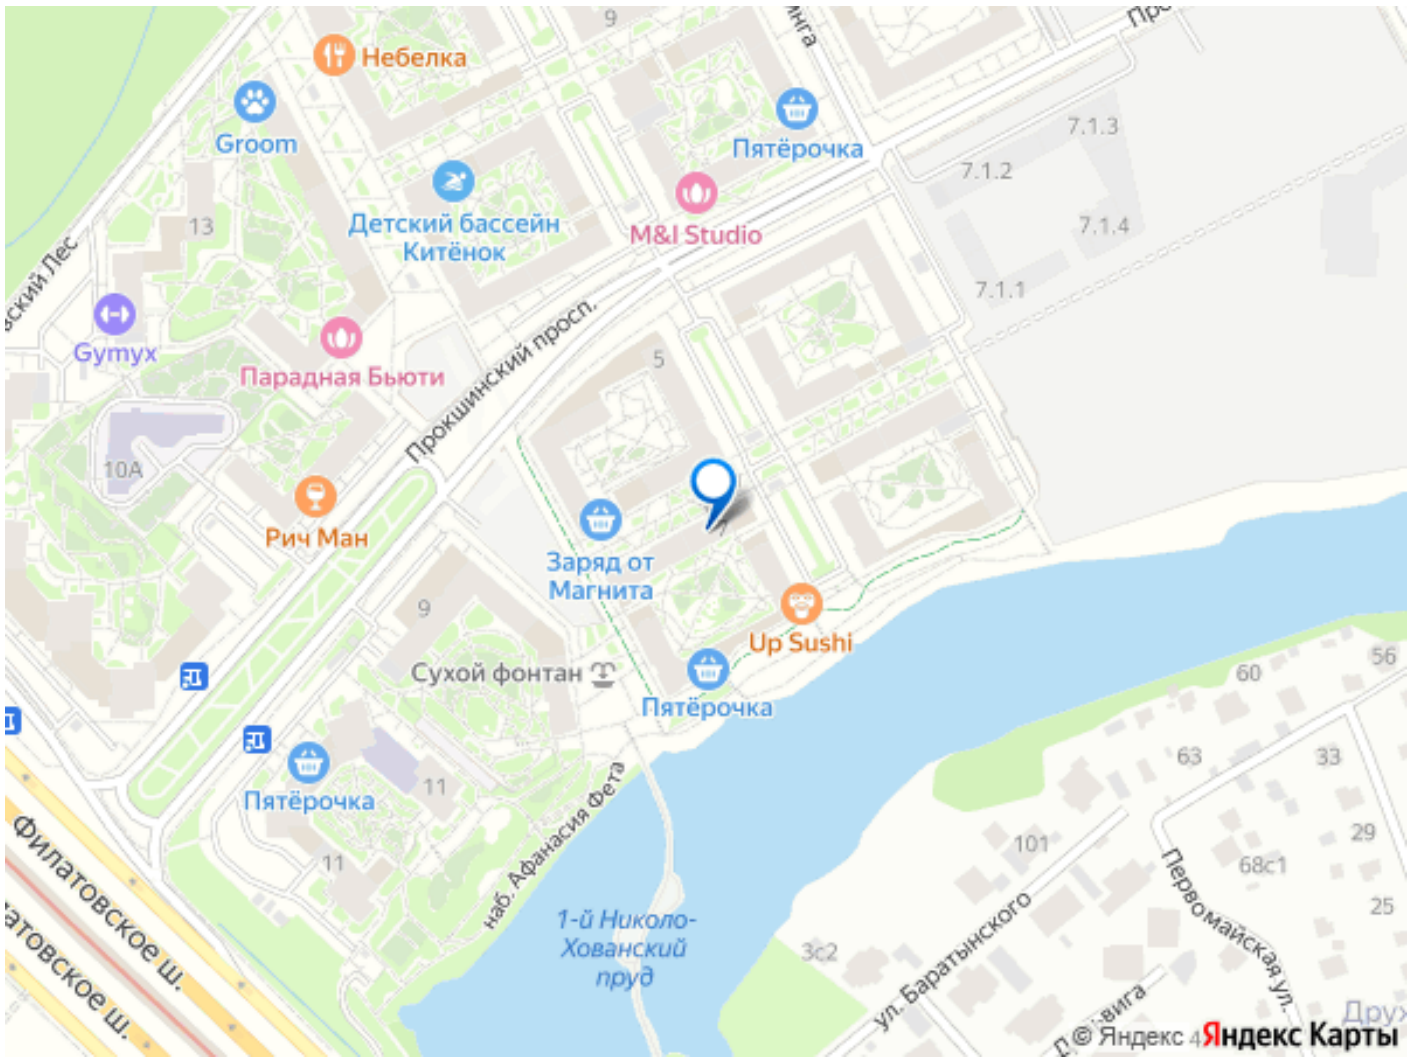 9
Небелка
Groom
Пятёрочка
7.1.3
7.1.2
M&I Studio
Детский бассейн
Китёнок
13
7.1.4
7.1.1
Gymyx
Парадная Бьюти
Прокшинский просп.
5
10А
Рич Ман
Заряд от
Магнита
9
Up Sushi
Сухой фонтан
Пятёрочка
56
60
63
33
Пятёрочка
11
11
наб. Афанасия Фета
Филатовское ш.
101
29
68с1
25
Первомайская ул.
1-й Николо-
Хованский
пруд
3с2
ул. Баратынского
© Яндекс
Яндекс Карты